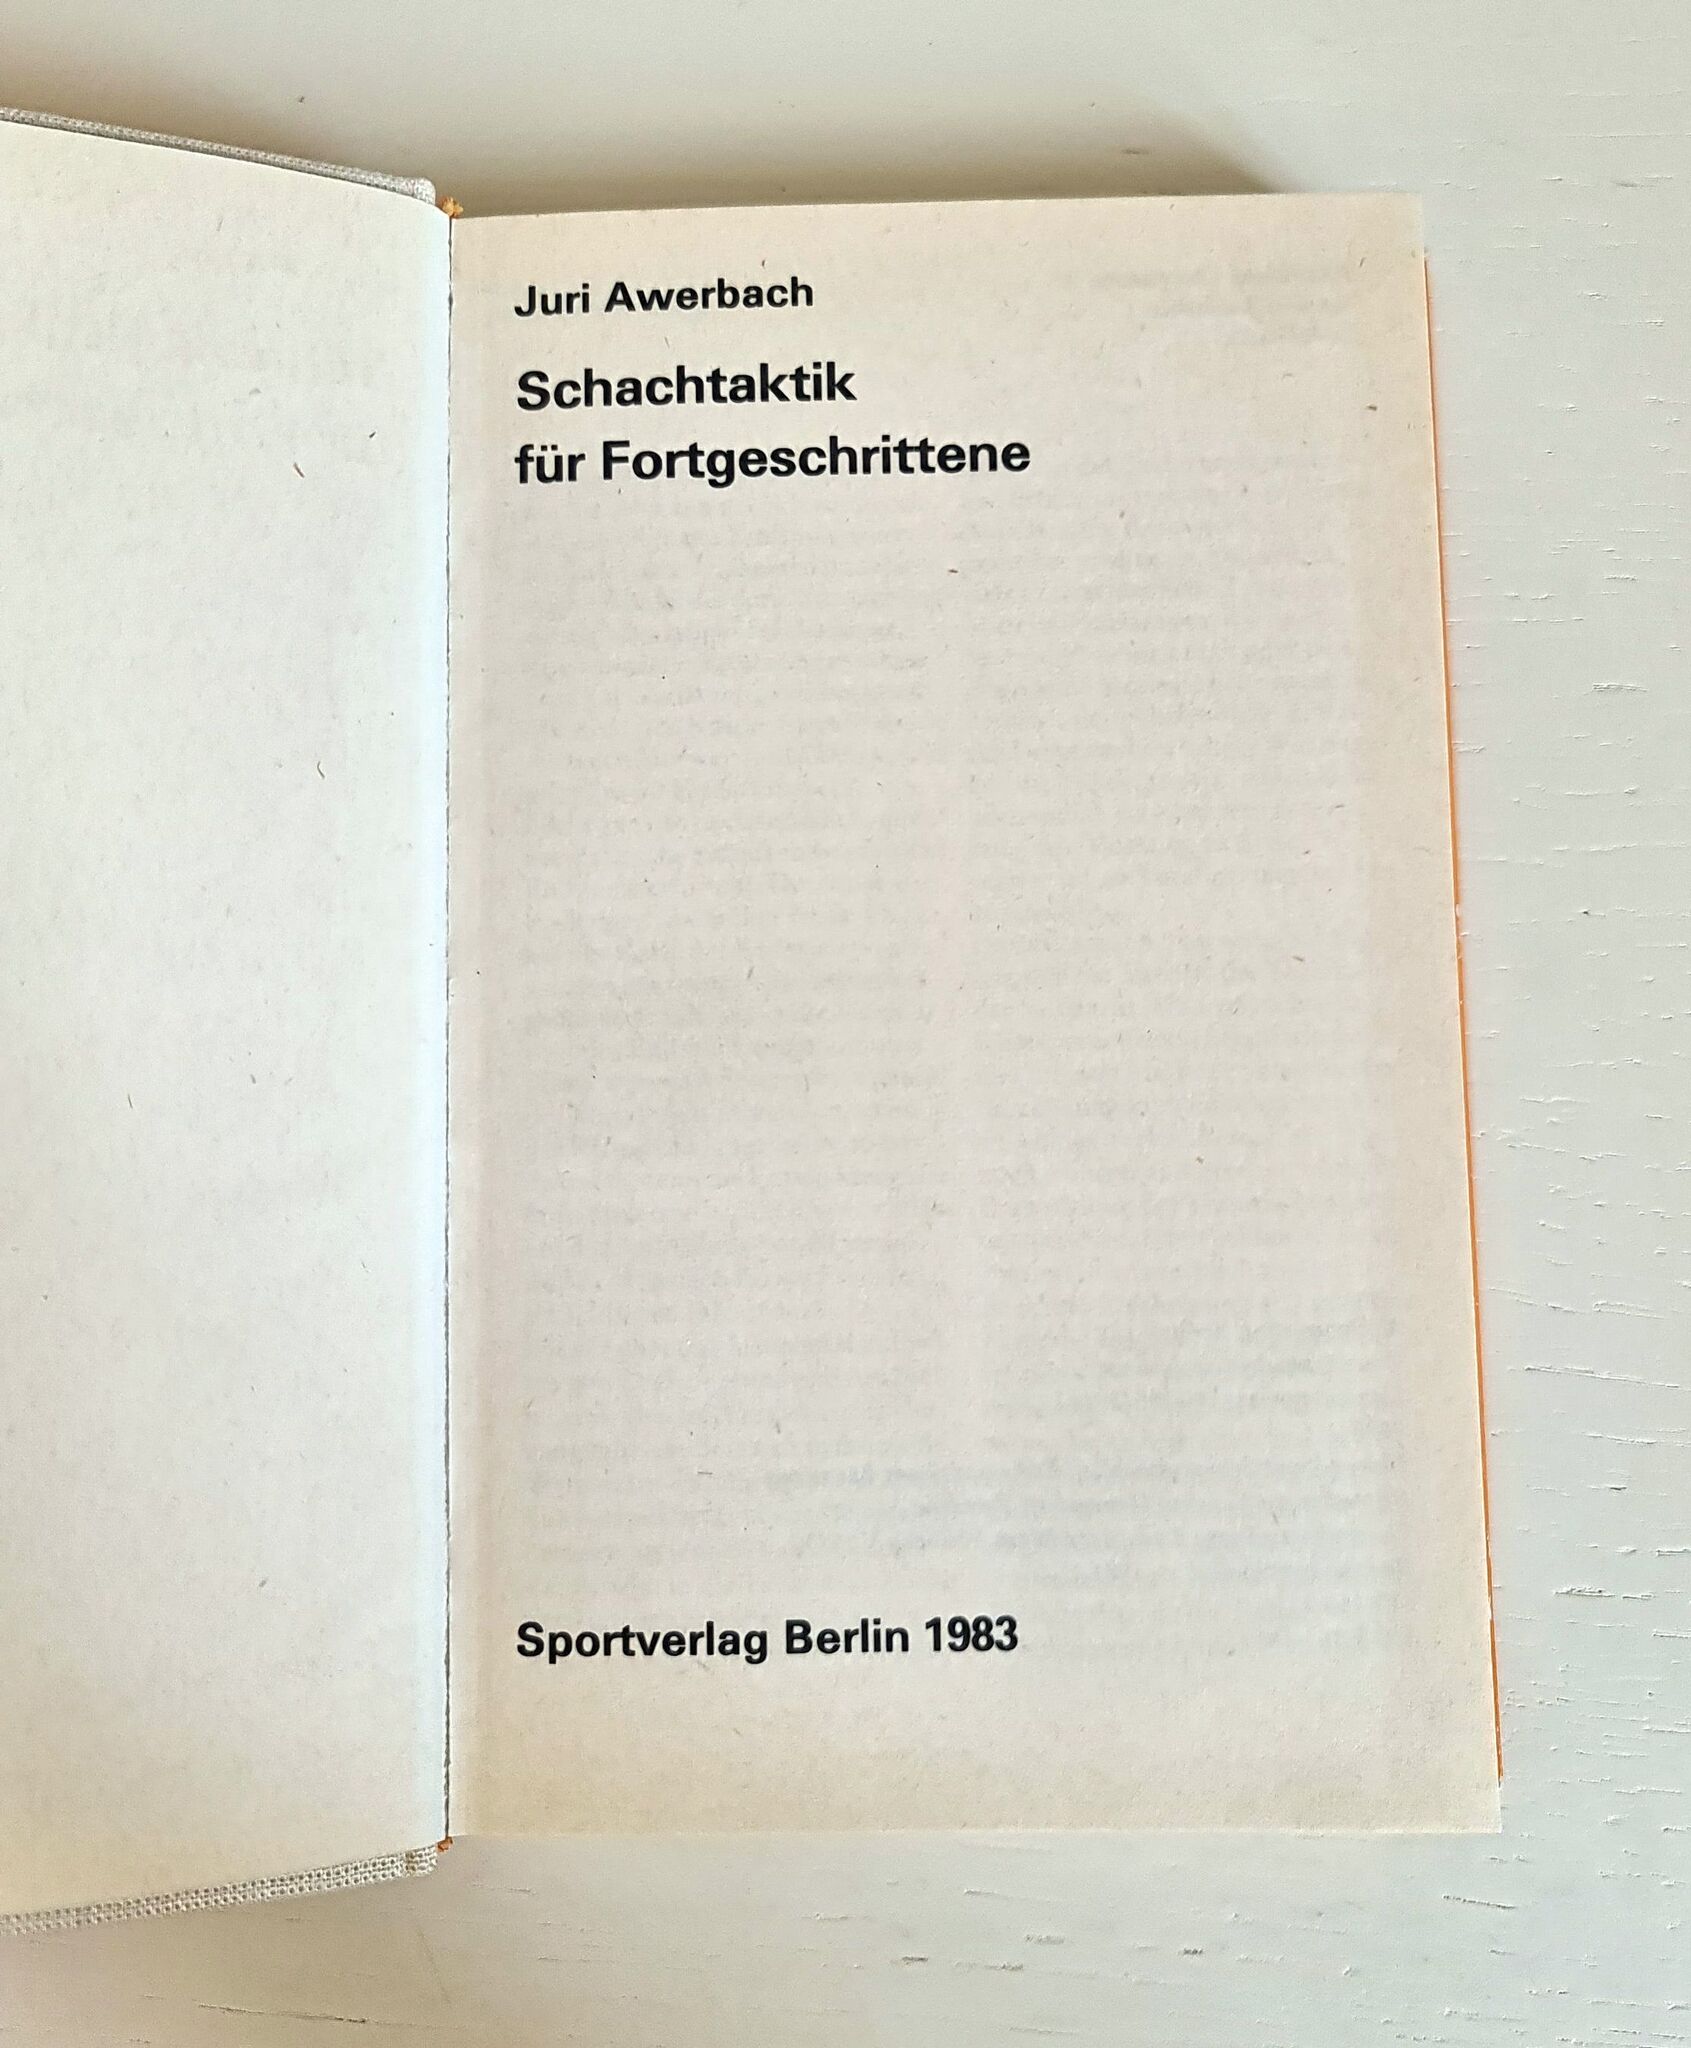 Juri Awerbach
Schachtaktik
für Fortgeschrittene
Sportverlag Berlin 1983